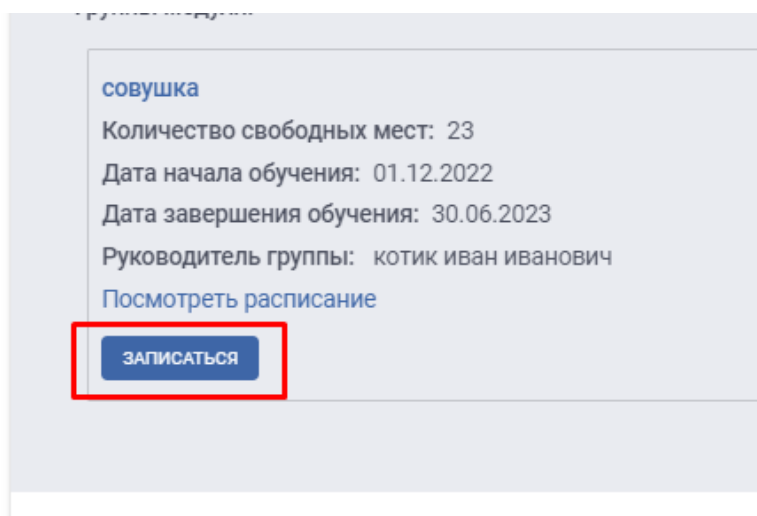 совушка
Количество свободных мест: 23
Дата начала обучения: 01.12.2022
Дата завершения обучения: 30.06.2023
Руководитель группы: котик иван иванович
Посмотреть расписание
ЗАПИСАТЬСЯ